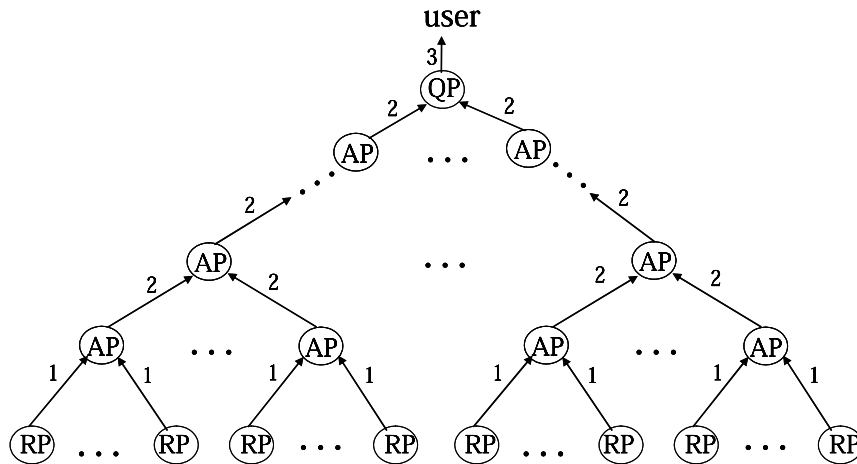 user
3
QP
2 2
AP ... AP
2 2
AP ... AP
2 2 2 2
AP ... AP AP ... AP
1 1 1 1 1 1 1 1
RP ... RP RP ... RP RP ... RP RP ... RP